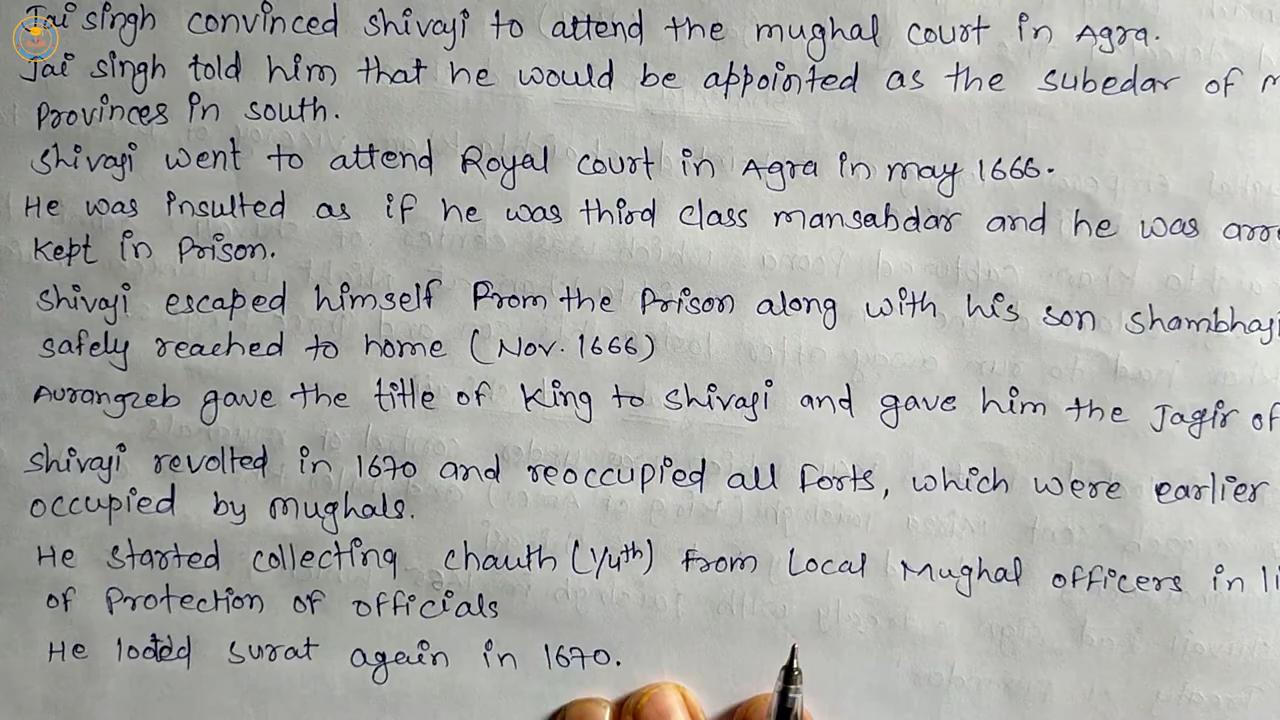 Jai singh convinced shivaji to attend the mughal court in Agra.
Jai singh told him that he would be appointed as the subedar of
Provinces in south.
Shivaji went to attend Royal court in Agra in may 1666.
He was insulted as if he was third class mansabdar and he was
kept in Prison.
Shivaji escaped himself From the Prison along with his son shambhaji
safely reached to home (Nov. 1666)
Aurangzeb gave the title of King to Shivaji and gave him the Jagir of
Shivaji revolted in 1670 and reoccupied all Forts, which were earlier
occupied by mughals.
He started collecting chauth (1/4th) From Local Mughal officers in
of Protection of officials
He looted surat again in 1670.